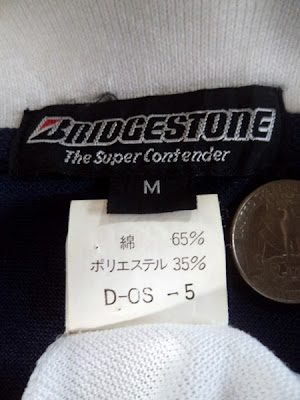 BRIDGESTONE
The Super Contender
M
綿 65%
ポリエステル 35%
D-OS -5